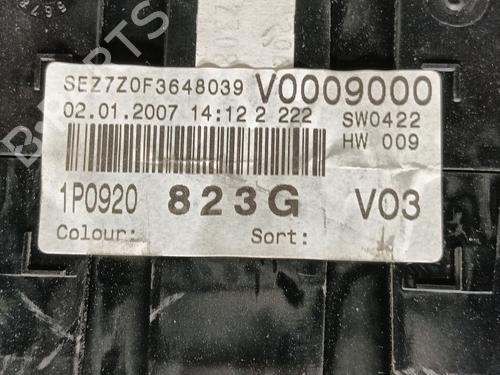 SEZ7Z0F3648039 V0009000
02.01.2007 14:12 2 222 SW0422
HW 009
1P0920 823G V03
Colour: Sort: